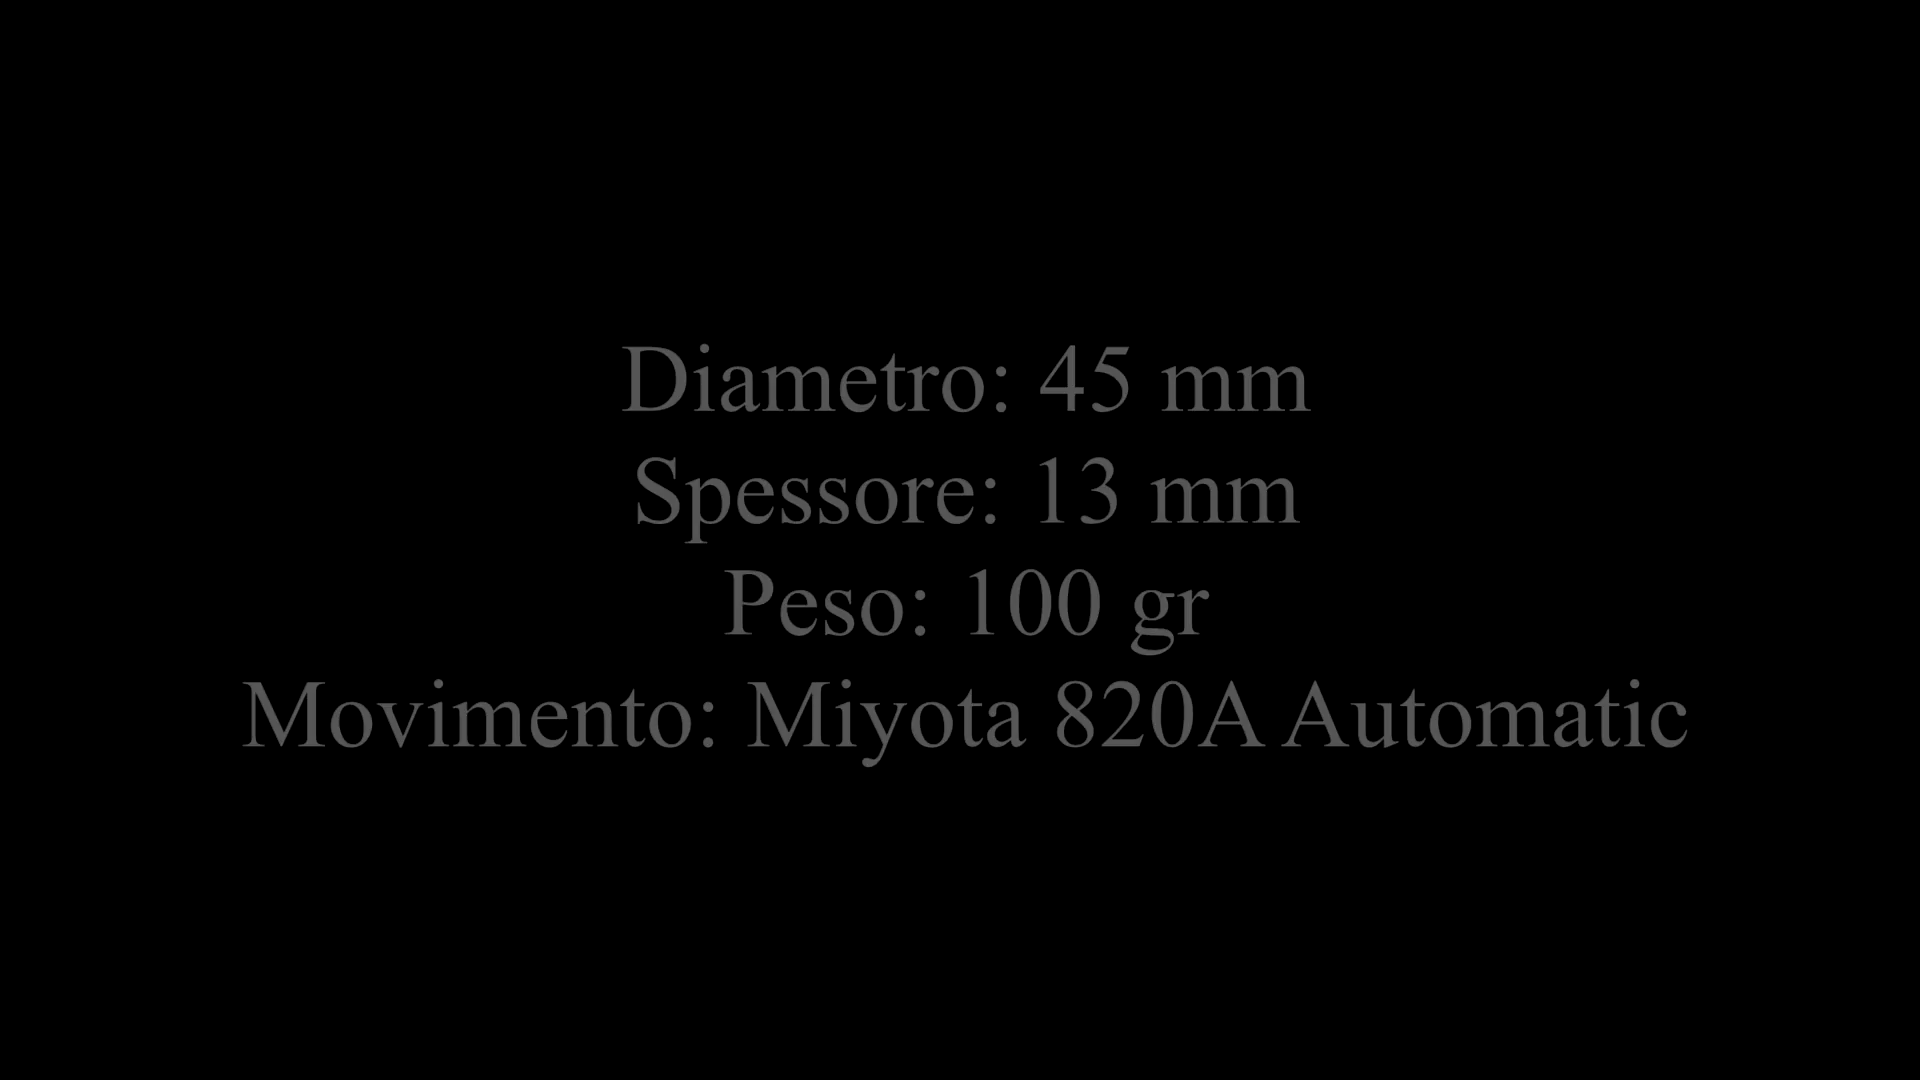 Diametro: 45 mm
Spessore: 13 mm
Peso: 100 gr
Movimento: Miyota 820A Automatic